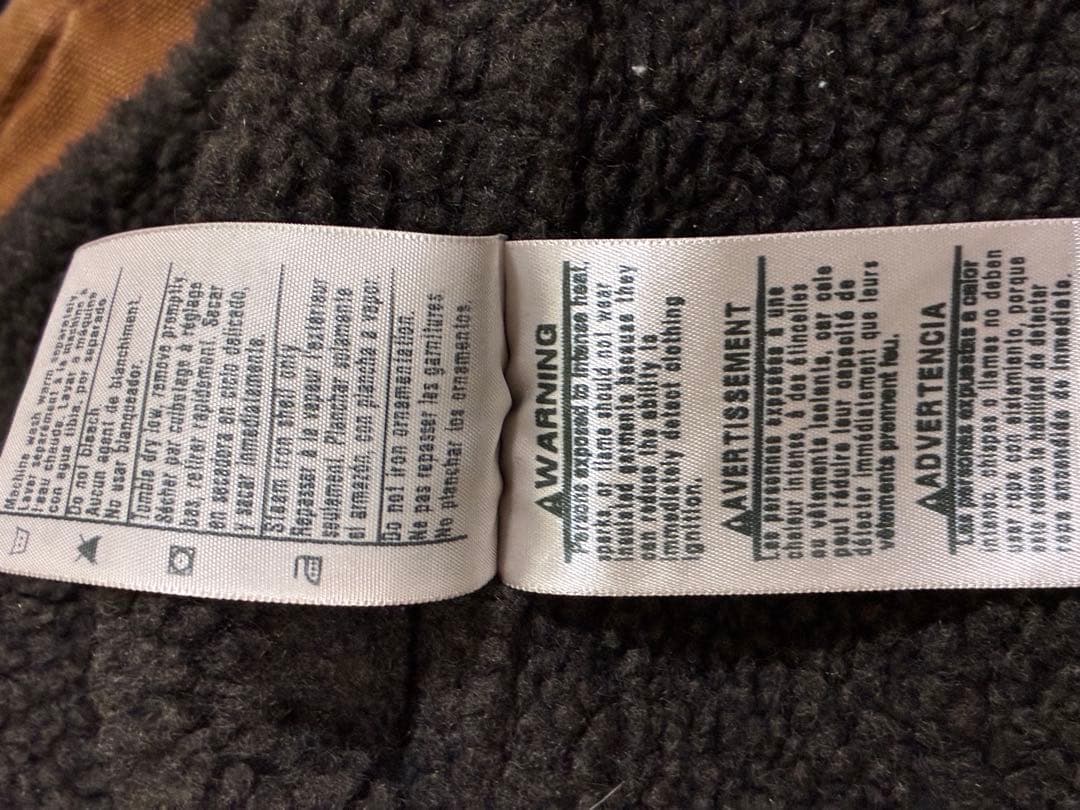 Machine wash warm separately.
Laver séparément à la machine à
l'eau chaude. Lavar a máquina
con agua tibia, por separado
Do not bleach
Aucun agent de blanchiment.
No usar blanqueador.
Tumble dry low, remove promptly.
Sécher par culbutage à réglage
bas, retirer rapidement. Secar
en secadora en ciclo delicado,
y sacar inmediatamente.
Steam iron shell only
Repasser à la vapeur l'extérieur
seulement. Planchar solamente
el armazón, con plancha a vapor.
Do not iron ornamentation.
Ne pas repasser les garnitures
No planchar los ornamentos.
WARNING
Persons exposed to intense heat,
sparks, or flame should not wear
insulated garments because they
can reduce the ability to
immediately detect clothing
ignition.
AVERTISSEMENT
Les personnes exposées à une
chaleur intense, à des étincelles
ou vêtements isolants, car cela
peut réduire leur capacité de
détecter immédiatement que leurs
vêtements prennent feu.
ADVERTENCIA
Las personas expuestas a calor
intenso, chispas o llamas no deben
usar ropa con aislamiento, porque
esto reduce la habilidad de detectar
ropa encendida de inmediato.